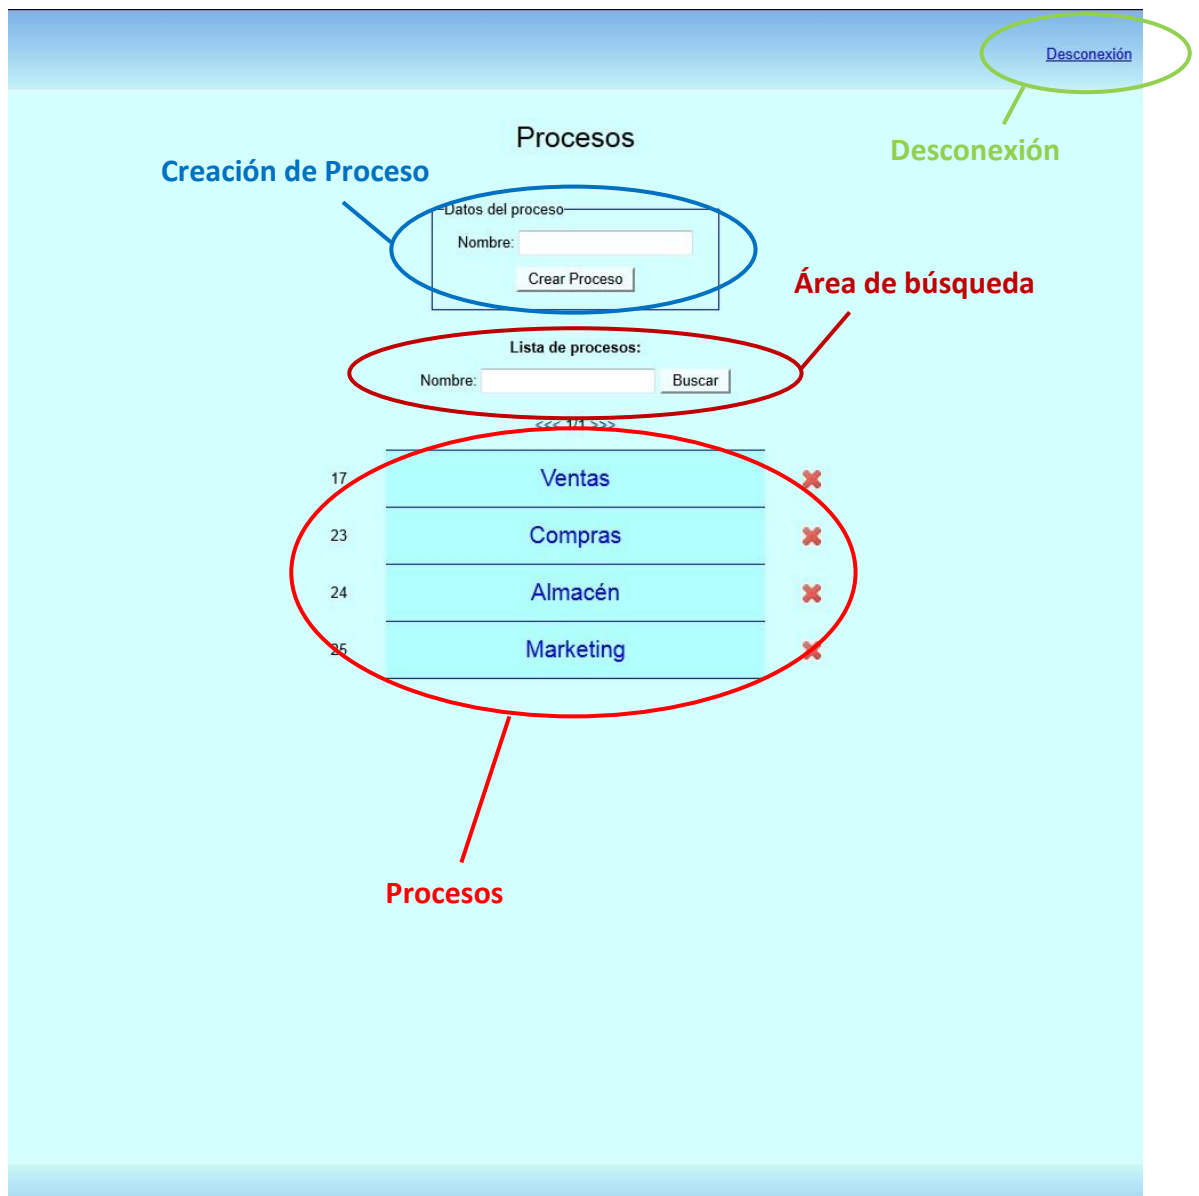 Desconexión
Desconexión
Procesos
Creación de Proceso
Datos del proceso
Nombre:
Crear Proceso
Área de búsqueda
Lista de procesos:
Nombre: Buscar
<<< 1/1 >>>
17 Ventas
23 Compras
24 Almacén
25 Marketing
Procesos